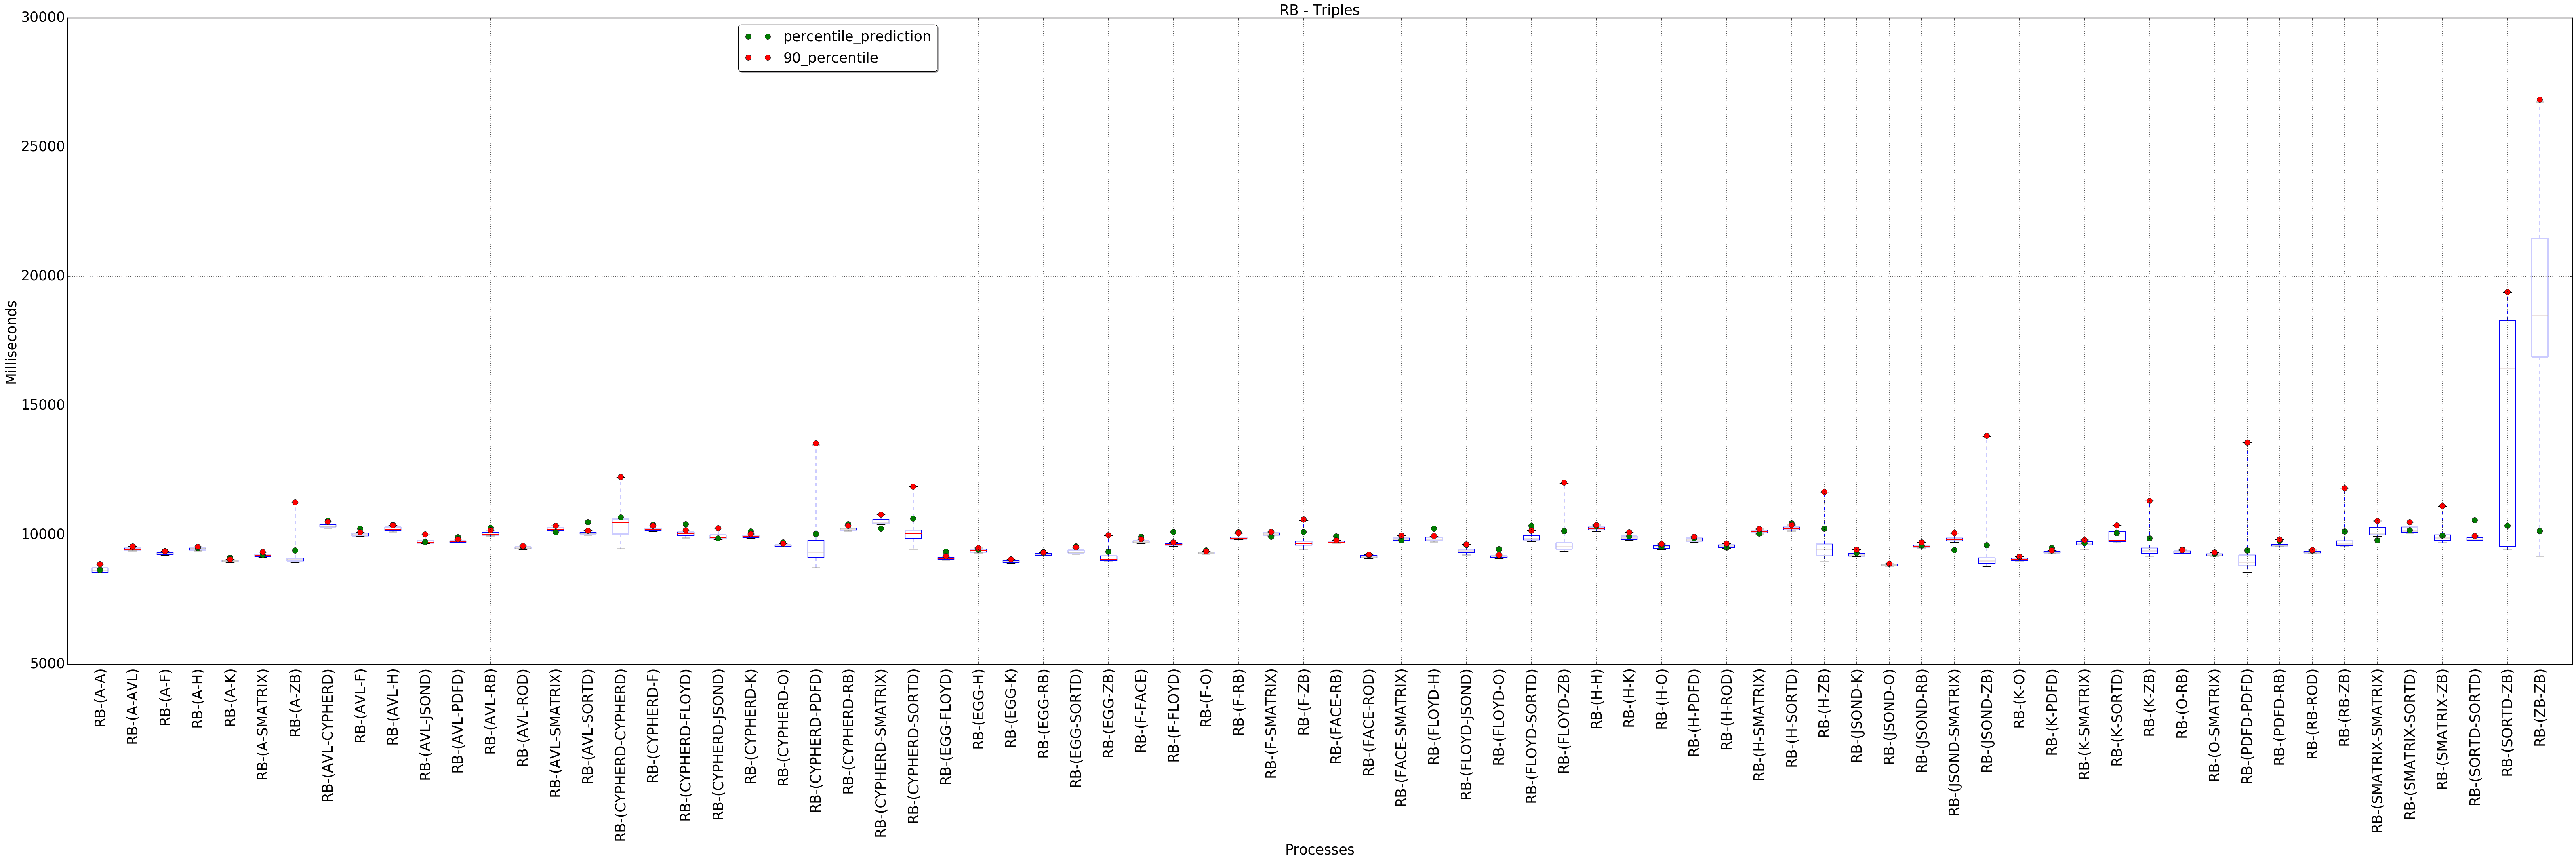 RB - Triples
percentile_prediction
90_percentile
30000
25000
20000
15000
10000
5000
Milliseconds
RB-(A-A)
RB-(A-AVL)
RB-(A-F)
RB-(A-H)
RB-(A-K)
RB-(A-SMATRIX)
RB-(A-ZB)
RB-(AVL-CYPHERD)
RB-(AVL-F)
RB-(AVL-H)
RB-(AVL-JSOND)
RB-(AVL-PDFD)
RB-(AVL-RB)
RB-(AVL-ROD)
RB-(AVL-SMATRIX)
RB-(AVL-SORTD)
RB-(CYPHERD-CYPHERD)
RB-(CYPHERD-F)
RB-(CYPHERD-FLOYD)
RB-(CYPHERD-JSOND)
RB-(CYPHERD-K)
RB-(CYPHERD-O)
RB-(CYPHERD-PDFD)
RB-(CYPHERD-RB)
RB-(CYPHERD-SMATRIX)
RB-(CYPHERD-SORTD)
RB-(EGG-FLOYD)
RB-(EGG-H)
RB-(EGG-K)
RB-(EGG-RB)
RB-(EGG-SORTD)
RB-(EGG-ZB)
RB-(F-FACE)
RB-(F-FLOYD)
RB-(F-O)
RB-(F-RB)
RB-(F-SMATRIX)
RB-(F-ZB)
RB-(FACE-RB)
RB-(FACE-ROD)
RB-(FACE-SMATRIX)
RB-(FLOYD-H)
RB-(FLOYD-JSOND)
RB-(FLOYD-O)
RB-(FLOYD-SORTD)
RB-(FLOYD-ZB)
RB-(H-H)
RB-(H-K)
RB-(H-O)
RB-(H-PDFD)
RB-(H-ROD)
RB-(H-SMATRIX)
RB-(H-SORTD)
RB-(H-ZB)
RB-(JSOND-K)
RB-(JSOND-O)
RB-(JSOND-RB)
RB-(JSOND-SMATRIX)
RB-(JSOND-ZB)
RB-(K-O)
RB-(K-PDFD)
RB-(K-SMATRIX)
RB-(K-SORTD)
RB-(K-ZB)
RB-(O-RB)
RB-(O-SMATRIX)
RB-(PDFD-PDFD)
RB-(PDFD-RB)
RB-(RB-ROD)
RB-(RB-ZB)
RB-(SMATRIX-SMATRIX)
RB-(SMATRIX-SORTD)
RB-(SMATRIX-ZB)
RB-(SORTD-SORTD)
RB-(SORTD-ZB)
RB-(ZB-ZB)
Processes